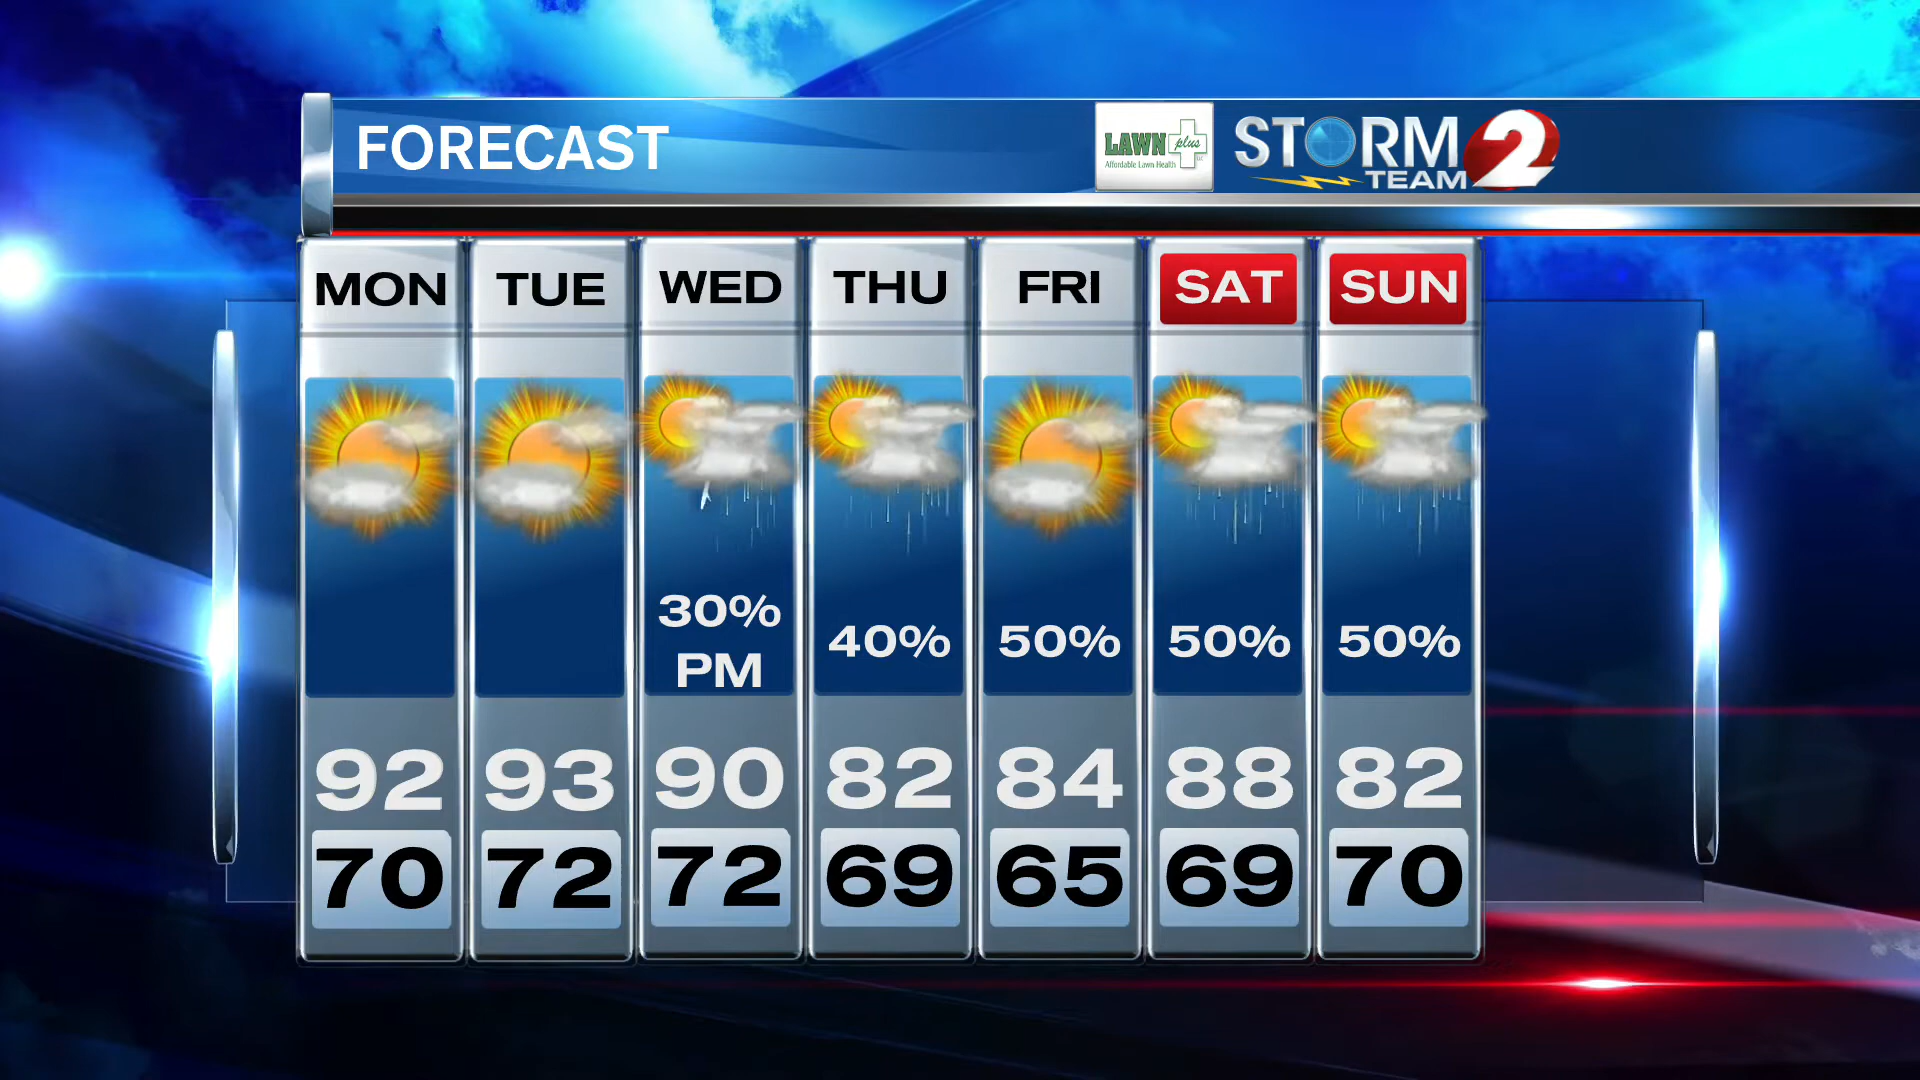 FORECAST
LAWN plus
Affordable Lawn Health
STORM 2
TEAM
MON TUE WED THU FRI SAT SUN
30% 40% 50% 50% 50%
PM
92 93 90 82 84 88 82
70 72 72 69 65 69 70